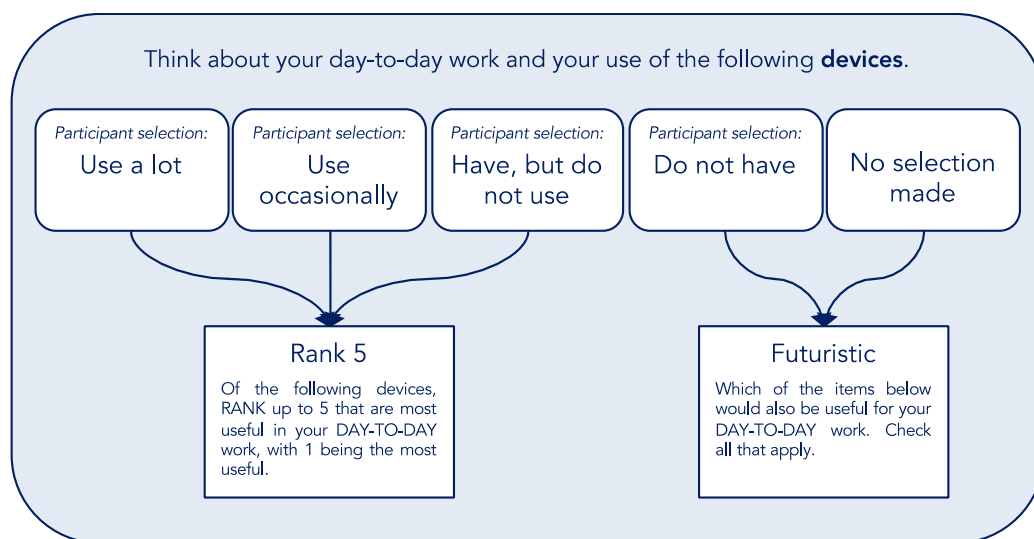 Think about your day-to-day work and your use of the following devices.
Participant selection:
Use a lot
Participant selection:
Use
occasionally
Participant selection:
Have, but do
not use
Participant selection:
Do not have
No selection
made
Rank 5
Of the following devices,
RANK up to 5 that are most
useful in your DAY-TO-DAY
work, with 1 being the most
useful.
Futuristic
Which of the items below
would also be useful for your
DAY-TO-DAY work. Check
all that apply.